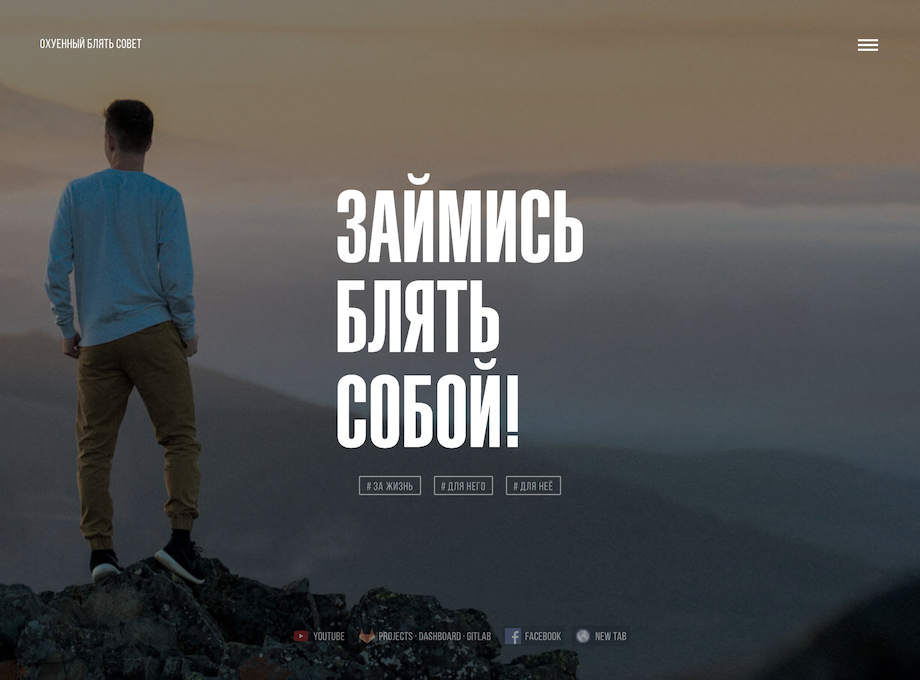 ОХУЕННЫЙ БЛЯТЬ СОВЕТ
ЗАЙМИСЬ
БЛЯТЬ
СОБОЙ!
# ЗА ЖИЗНЬ # ДЛЯ НЕГО # ДЛЯ НЕЁ
YOUTUBE PROJECTS · DASHBOARD · GITLAB FACEBOOK NEW TAB